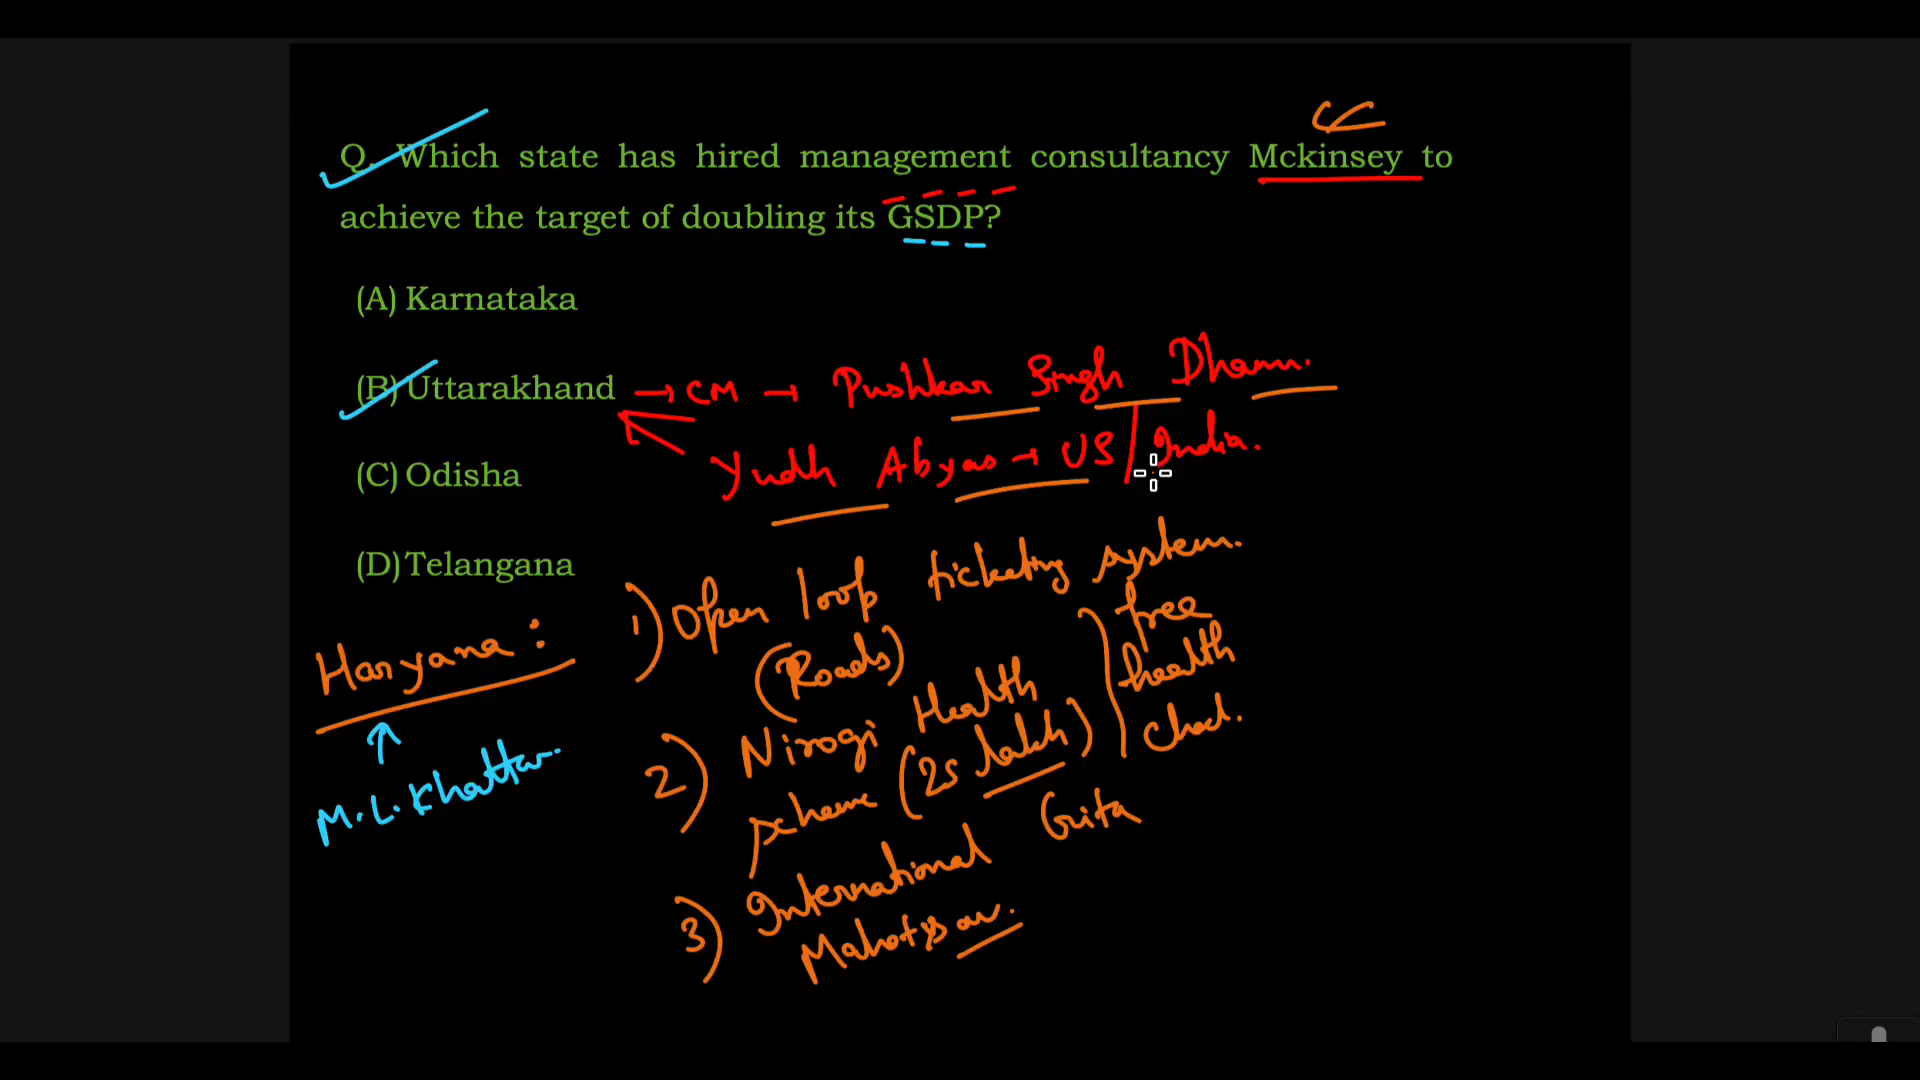 Q. Which state has hired management consultancy Mckinsey to
achieve the target of doubling its GSDP?
(A) Karnataka
(B) Uttarakhand → CM → Pushkar Singh Dhami.
Yudh Abyas → US/India.
(C) Odisha
(D) Telangana
Haryana :
M.L. Khattar.
1) Open loop ticketing system.
(Roads)
2) Nirogi Health
scheme (25 lakh)
free
health
3) International Gita
Mahotsav.